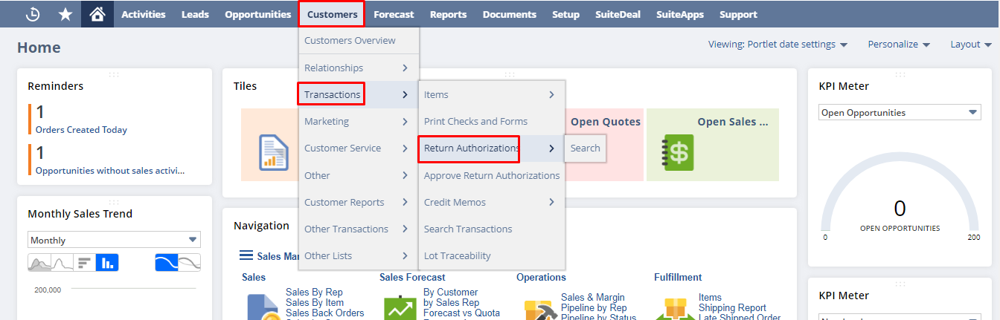 Activities Leads Opportunities Customers Forecast Reports Documents Setup SuiteDeal SuiteApps Support
Home
Viewing: Portlet date settings Personalize Layout
Customers Overview
Relationships
Transactions
Marketing
Customer Service
Other
Customer Reports
Other Transactions
Other Lists
Items
Print Checks and Forms
Return Authorizations
Approve Return Authorizations
Credit Memos
Search Transactions
Lot Traceability
Search
Reminders
1
Orders Created Today
1
Opportunities without sales activi...
Monthly Sales Trend
Monthly
200,000
Tiles
Open Quotes
Open Sales ...
Navigation
Sales Ma
Sales
Sales By Rep
Sales By Item
Sales Back Orders
Sales Forecast
By Customer
by Sales Rep
Forecast vs Quota
Operations
Sales & Margin
Pipeline by Rep
Pipeline by Status
Fulfillment
Items
Shipping Report
Late Shipped Order
KPI Meter
Open Opportunities
0
OPEN OPPORTUNITIES
0 200
KPI Meter